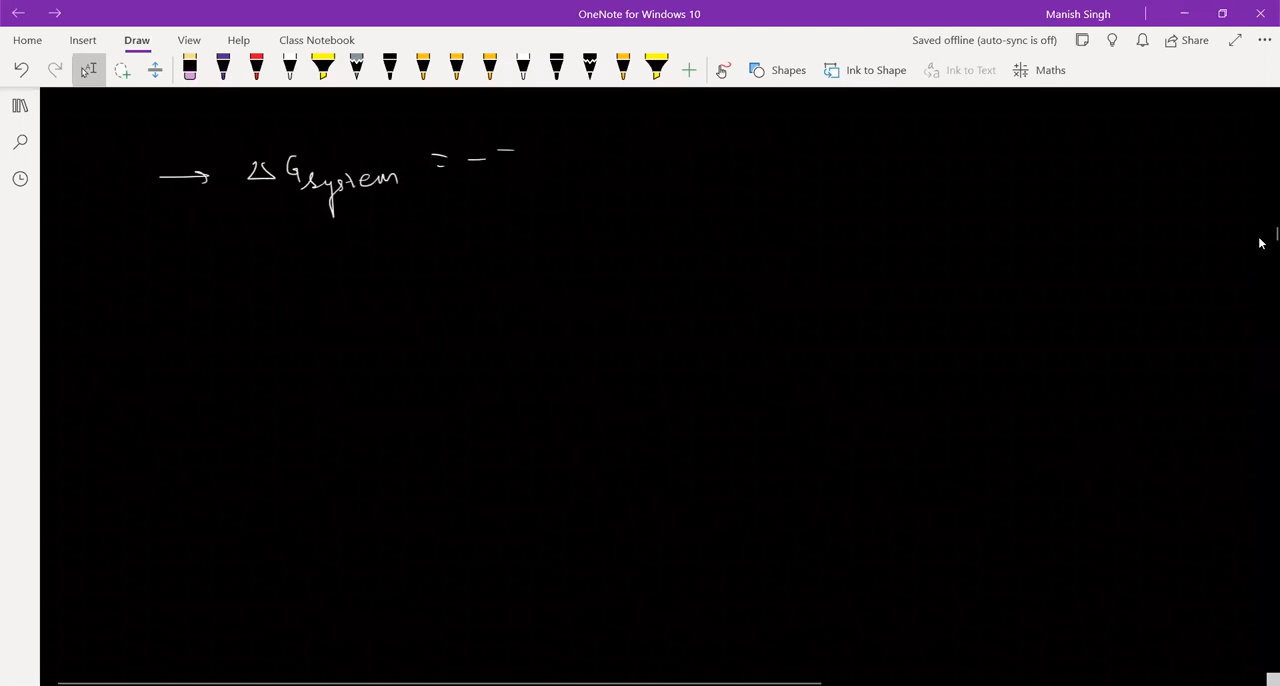 OneNote for Windows 10
Manish Singh
Home Insert Draw View Help Class Notebook
Saved offline (auto-sync is off) Share
Shapes Ink to Shape Ink to Text Maths
→ ΔG system = - -